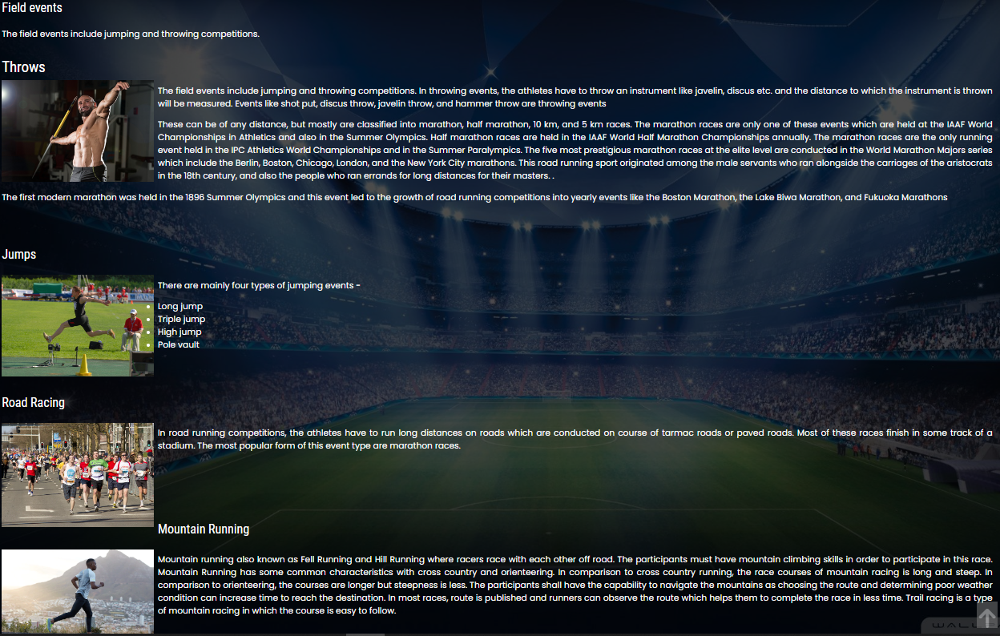 Field events
The field events include jumping and throwing competitions.
Throws
The field events include jumping and throwing competitions. In throwing events, the athletes have to throw an instrument like javelin, discus etc. and the distance to which the instrument is thrown
will be measured. Events like shot put, discus throw, javelin throw, and hammer throw are throwing events
These can be of any distance, but mostly are classified into marathon, half marathon, 10 km, and 5 km races. The marathon races are only one of these events which are held at the IAAF World
Championships in Athletics and also in the Summer Olympics. Half marathon races are held in the IAAF World Half Marathon Championships annually. The marathon races are the only running
event held in the IPC Athletics World Championships and in the Summer Paralympics. The five most prestigious marathon races at the elite level are conducted in the World Marathon Majors series
which include the Berlin, Boston, Chicago, London, and the New York City marathons. This road running sport originated among the male servants who ran alongside the carriages of the aristocrats
in the 18th century, and also the people who ran errands for long distances for their masters. .
The first modern marathon was held in the 1896 Summer Olympics and this event led to the growth of road running competitions into yearly events like the Boston Marathon, the Lake Biwa Marathon, and Fukuoka Marathons
Jumps
There are mainly four types of jumping events -
Long jump
Triple jump
High jump
Pole vault
Road Racing
In road running competitions, the athletes have to run long distances on roads which are conducted on course of tarmac roads or paved roads. Most of these races finish in some track of a
stadium. The most popular form of this event type are marathon races.
Mountain Running
Mountain running also known as Fell Running and Hill Running where racers race with each other off road. The participants must have mountain climbing skills in order to participate in this race.
Mountain Running has some common characteristics with cross country and orienteering. In comparison to cross country running, the race courses of mountain racing is long and steep. In
comparison to orienteering, the courses are longer but steepness is less. The participants shall have the capability to navigate the mountains as choosing the route and determining poor weather
condition can increase time to reach the destination. In most races, route is published and runners can observe the route which helps them to complete the race in less time. Trail racing is a type
of mountain racing in which the course is easy to follow.